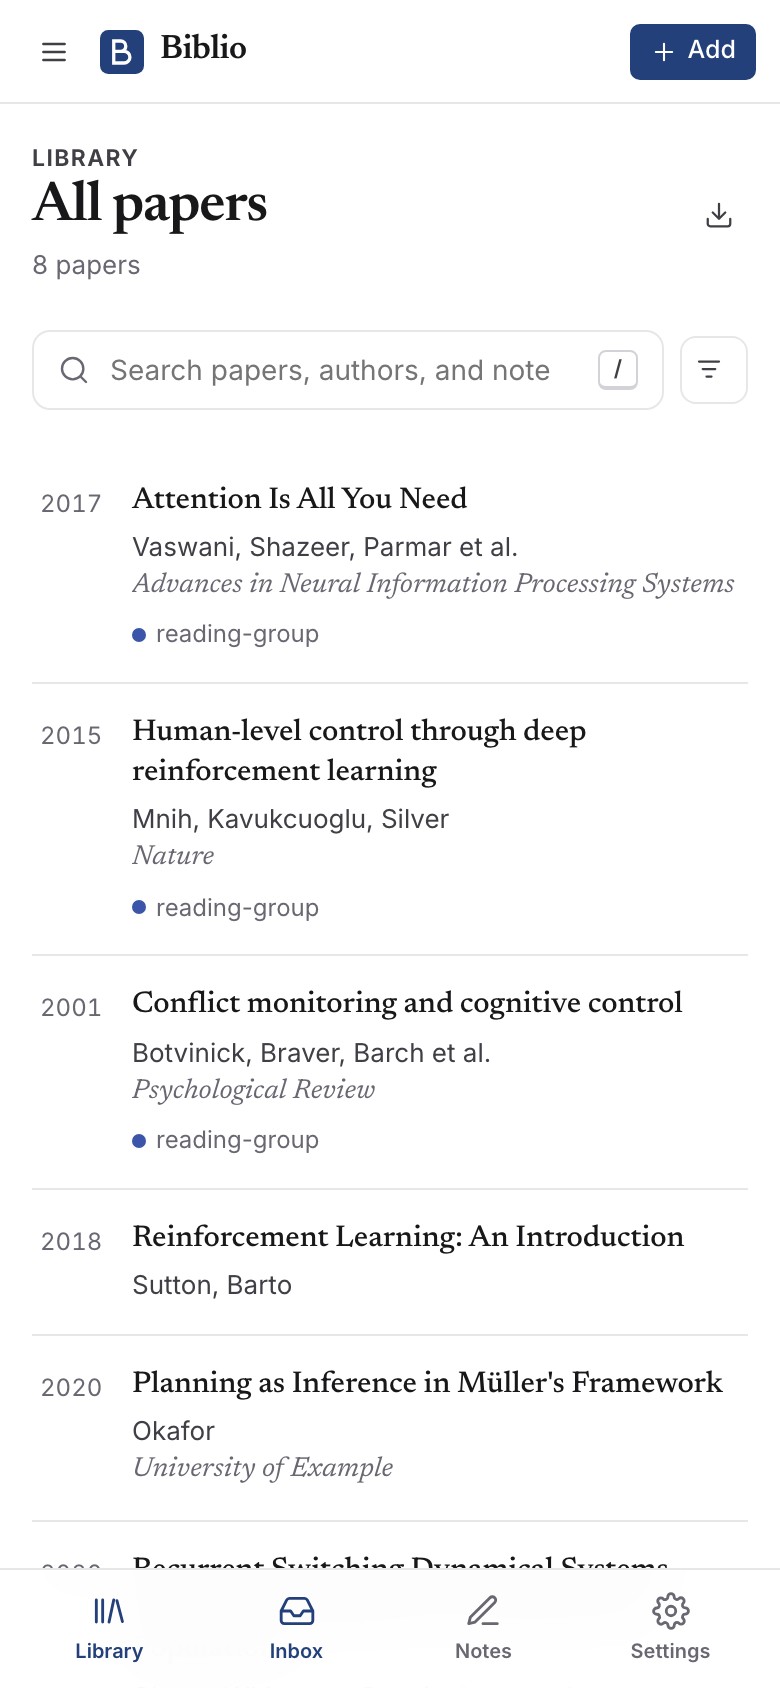 Biblio
+ Add
LIBRARY
All papers
8 papers
Search papers, authors, and note
/
2017
Attention Is All You Need
Vaswani, Shazeer, Parmar et al.
Advances in Neural Information Processing Systems
reading-group
2015
Human-level control through deep
reinforcement learning
Mnih, Kavukcuoglu, Silver
Nature
reading-group
2001
Conflict monitoring and cognitive control
Botvinick, Braver, Barch et al.
Psychological Review
reading-group
2018
Reinforcement Learning: An Introduction
Sutton, Barto
2020
Planning as Inference in Müller's Framework
Okafor
University of Example
Recurrent Switching Dynamical Systems
Library
Inbox
Notes
Settings